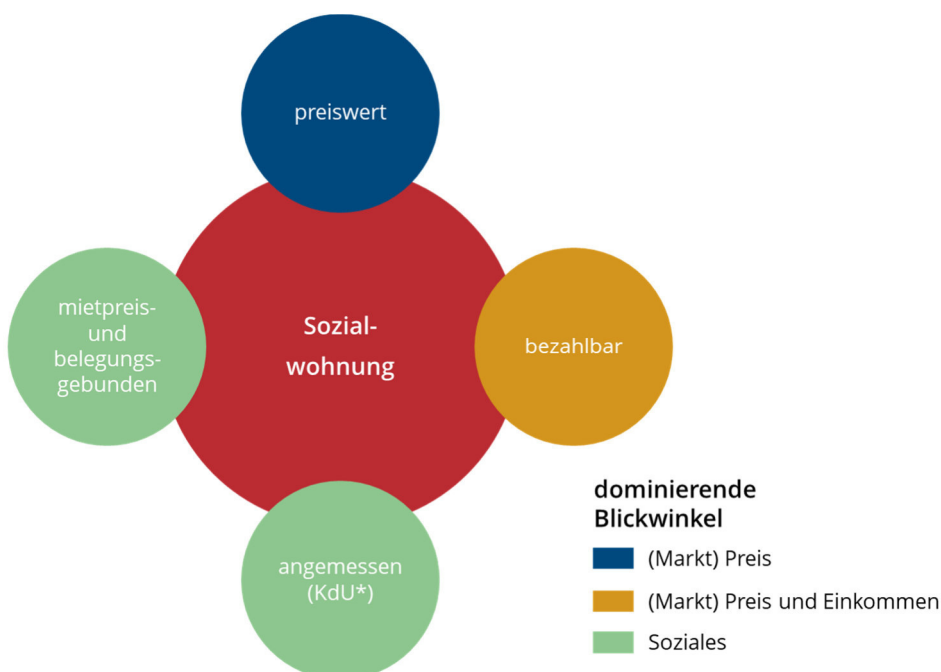 preiswert
mietpreis-
und
belegungs-
gebunden
Sozial-
wohnung
bezahlbar
angemessen
(KdU*)
dominierende
Blickwinkel
(Markt) Preis
(Markt) Preis und Einkommen
Soziales